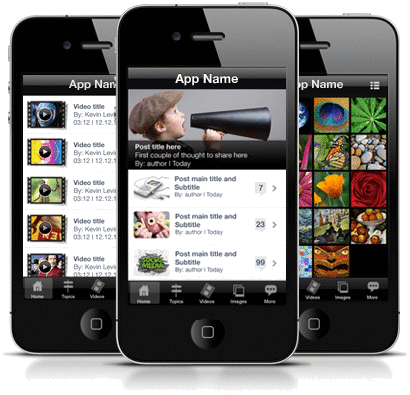 App Na
Video title
By: Kevin Levi
03:12 I 12.12.
Video title
By: Kevin Levi
03:12 I 12.12.
Video title
By: Kevin Levi
03:12 I 12.12.
Video title
By: Kevin Levi
03:12 I 12.12.
Video title
By: Kevin Levi
03:12 I 12.12.
Home
Topics
Videos
App Name
Post title here
First couple of thought to share here
By: author I Today
Post main title and
Subtitle
By: author I Today
7
Post main title and
Subtitle
By: author I Today
23
SOCIAL
MEDIA
Post main title and
Subtitle
By: author I Today
99
Home
Topics
Videos
Images
More
App Name
Videos
Images
More